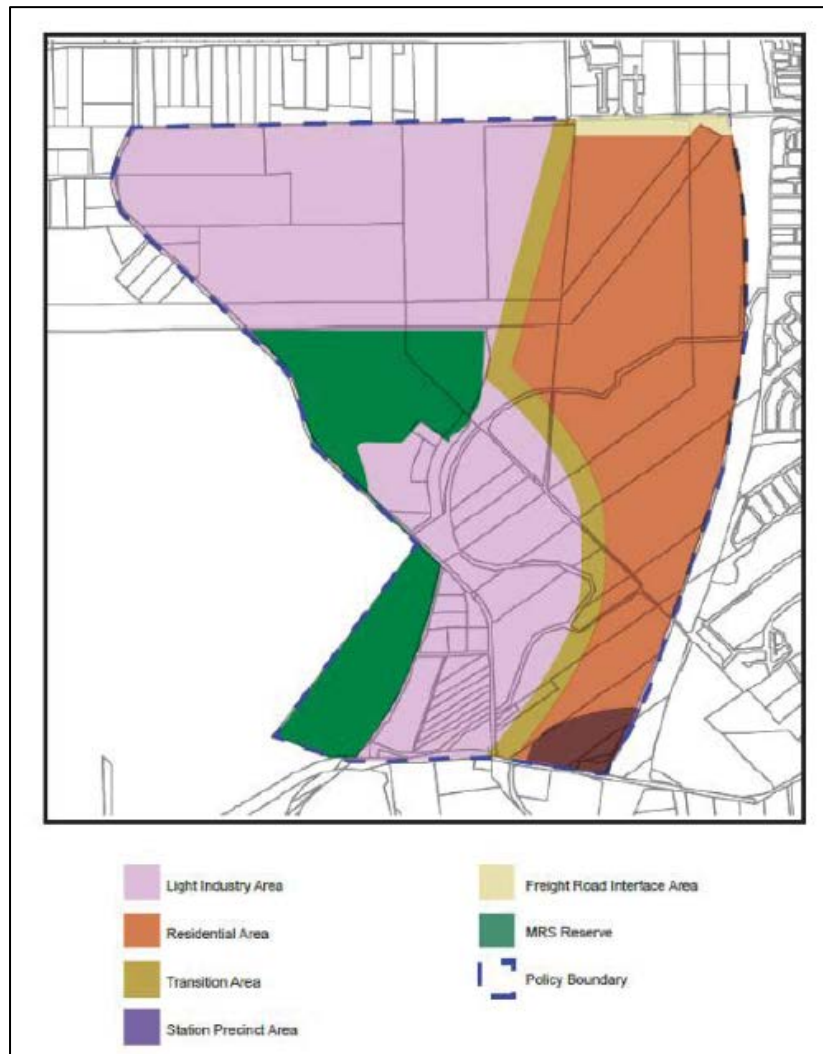 Light Industry Area
Residential Area
Transition Area
Station Precinct Area
Freight Road Interface Area
MRS Reserve
Policy Boundary